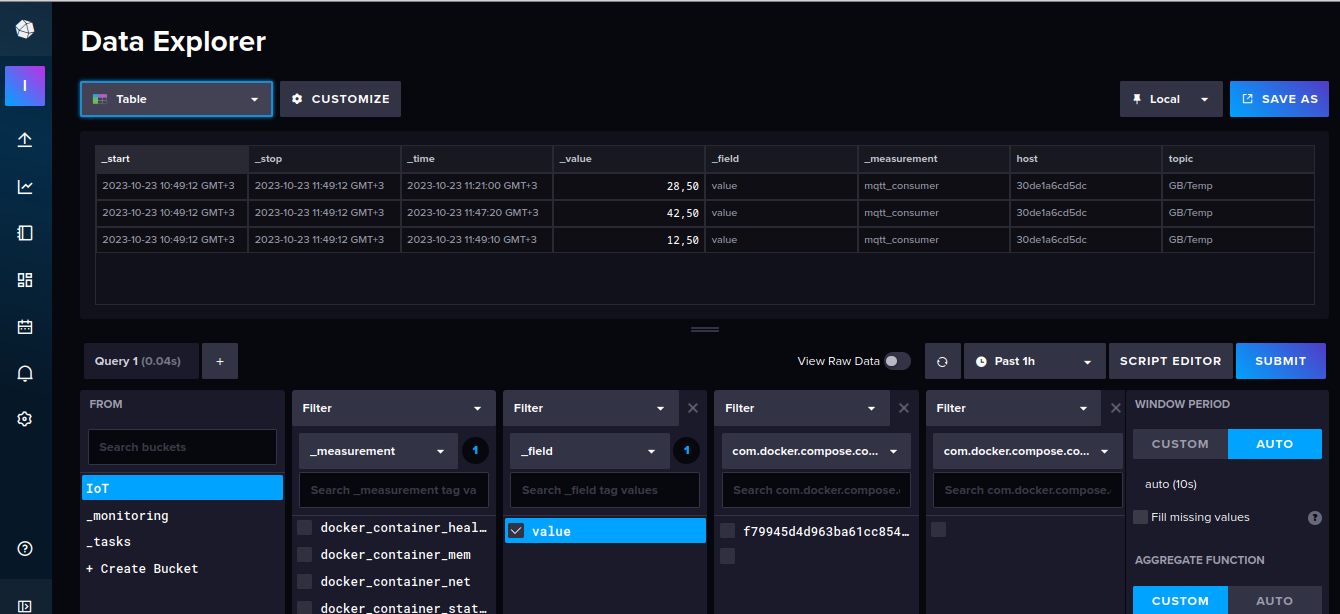 Data Explorer
I
Table
CUSTOMIZE
Local
SAVE AS
_start _stop _time _value _field _measurement host topic
2023-10-23 10:49:12 GMT+3 2023-10-23 11:49:12 GMT+3 2023-10-23 11:21:00 GMT+3 28,50 value mqtt_consumer 30de1a6cd5dc GB/Temp
2023-10-23 10:49:12 GMT+3 2023-10-23 11:49:12 GMT+3 2023-10-23 11:47:20 GMT+3 42,50 value mqtt_consumer 30de1a6cd5dc GB/Temp
2023-10-23 10:49:12 GMT+3 2023-10-23 11:49:12 GMT+3 2023-10-23 11:49:10 GMT+3 12,50 value mqtt_consumer 30de1a6cd5dc GB/Temp
Query 1 (0.04s)
+
View Raw Data
Past 1h
SCRIPT EDITOR
SUBMIT
FROM
Search buckets
IoT
_monitoring
_tasks
+ Create Bucket
Filter
_measurement
1
Search _measurement tag va
docker_container_heal…
docker_container_mem
docker_container_net
docker_container_stat…
Filter
_field
1
Search _field tag values
value
Filter
com.docker.compose.co...
Search com.docker.compose.
f79945d4d963ba61cc854…
Filter
com.docker.compose.co...
Search com.docker.compose.
WINDOW PERIOD
CUSTOM
AUTO
auto (10s)
Fill missing values
?
AGGREGATE FUNCTION
CUSTOM
AUTO